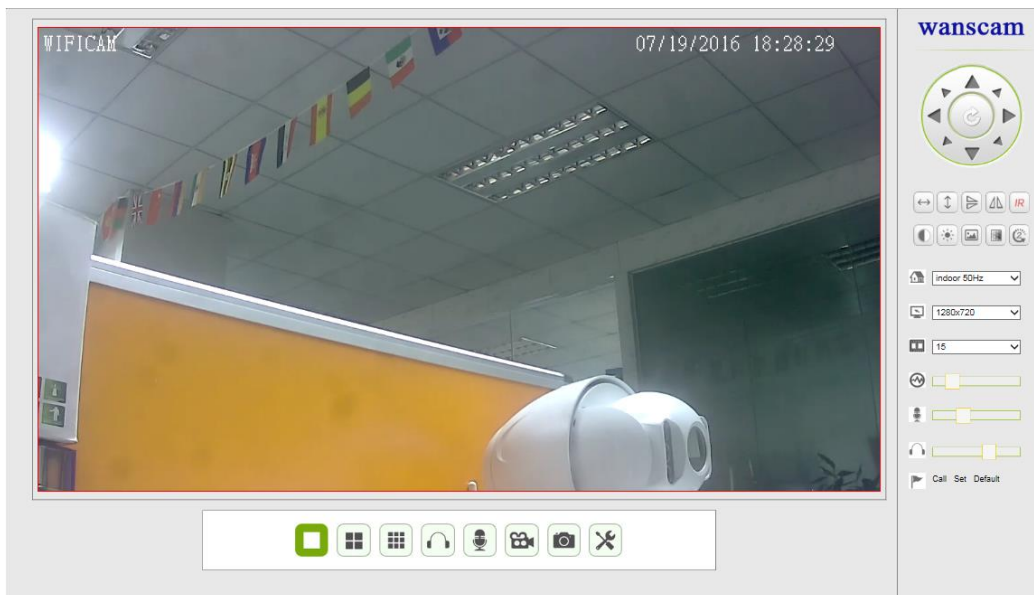 WIFICAM
07/19/2016 18:28:29
wanscam
IR
indoor 50Hz
1280x720
15
Call Set Default